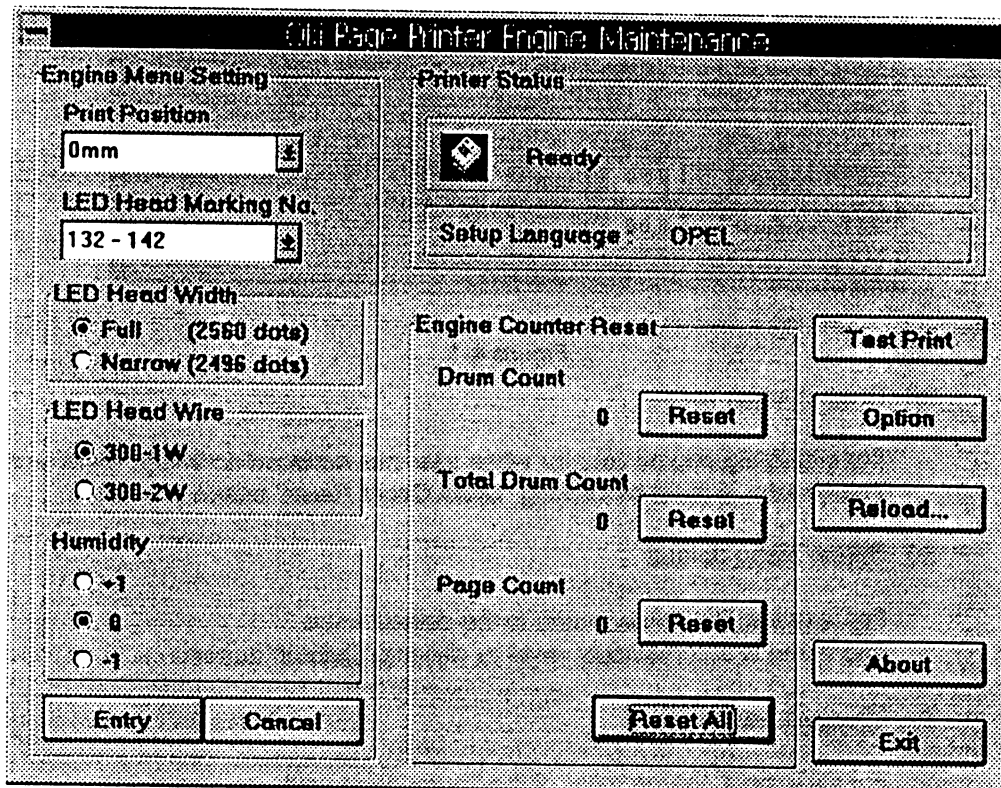 Oki Page Printer Engine Maintenance
Engine Menu Setting
Print Position
0mm
LED Head Marking No.
132 - 142
LED Head Width
Full (2560 dots)
Narrow (2496 dots)
LED Head Wire
300-1W
300-2W
Humidity
+1
0
-1
Entry
Cancel
Printer Status
Ready
Setup Language : OPEL
Engine Counter Reset
Drum Count
0 Reset
Total Drum Count
0 Reset
Page Count
0 Reset
Reset All
Test Print
Option
Reload...
About
Exit